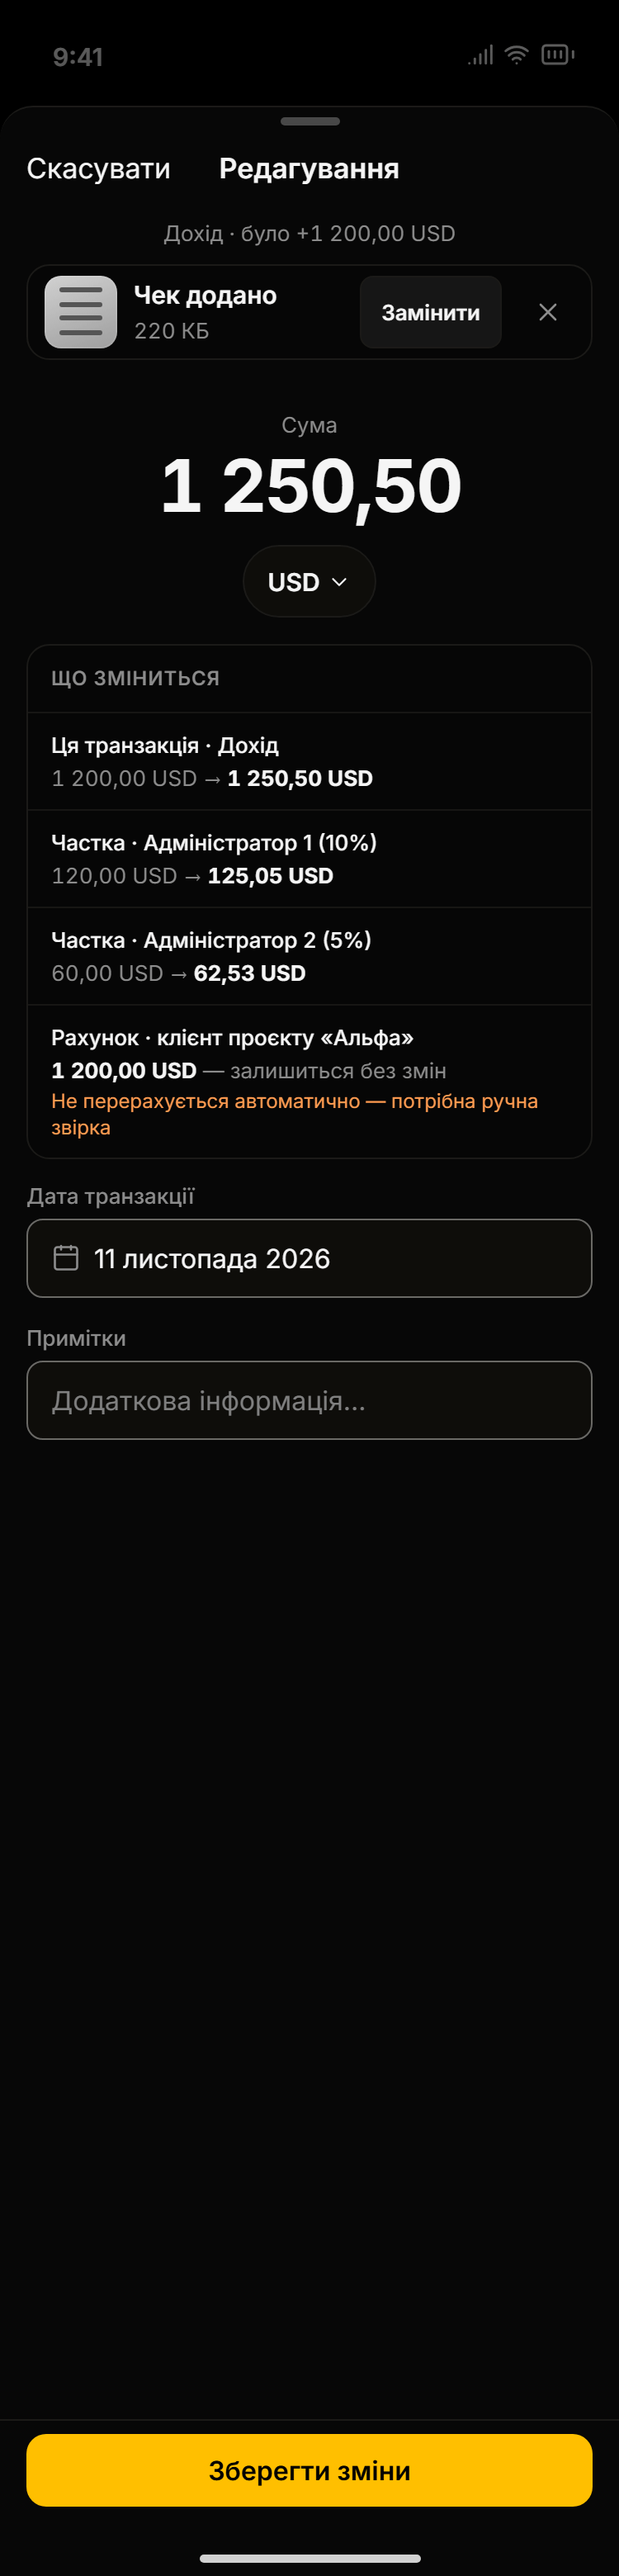 9:41
Скасувати Редагування
Дохід · було +1 200,00 USD
Чек додано
220 КБ
Замінити
Сума
1 250,50
USD
ЩО ЗМІНИТЬСЯ
Ця транзакція · Дохід
1 200,00 USD → 1 250,50 USD
Частка · Адміністратор 1 (10%)
120,00 USD → 125,05 USD
Частка · Адміністратор 2 (5%)
60,00 USD → 62,53 USD
Рахунок · клієнт проєкту «Альфа»
1 200,00 USD — залишиться без змін
Не перерахується автоматично — потрібна ручна
звірка
Дата транзакції
11 листопада 2026
Примітки
Додаткова інформація...
Зберегти зміни